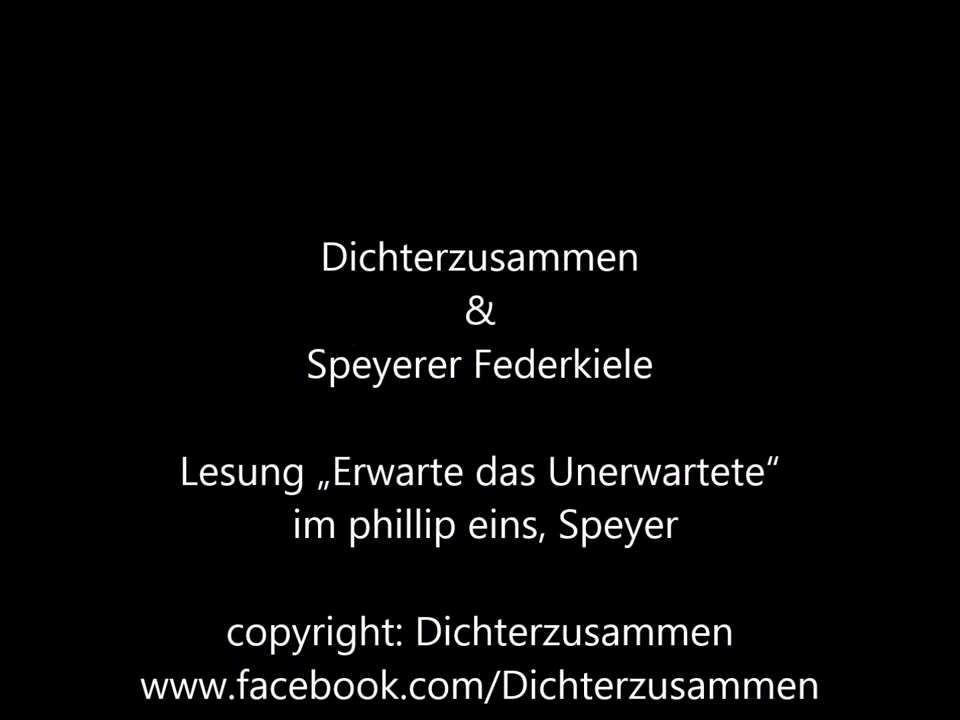 Dichterzusammen
&
Speyerer Federkiele
Lesung „Erwarte das Unerwartete“
im phillip eins, Speyer
copyright: Dichterzusammen
www.facebook.com/Dichterzusammen